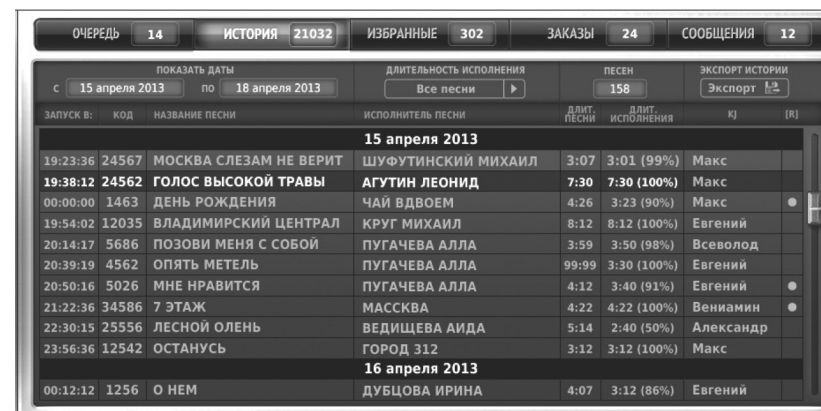 ОЧЕРЕДЬ 14 ИСТОРИЯ 21032 ИЗБРАННЫЕ 302 ЗАКАЗЫ 24 СООБЩЕНИЯ 12
ПОКАЗАТЬ ДАТЫ ДЛИТЕЛЬНОСТЬ ИСПОЛНЕНИЯ ПЕСЕН ЭКСПОРТ ИСТОРИИ
с 15 апреля 2013 по 18 апреля 2013 Все песни 158 Экспорт
ЗАПУСК В: КОД НАЗВАНИЕ ПЕСНИ ИСПОЛНИТЕЛЬ ПЕСНИ ДЛИТ. ПЕСНИ ДЛИТ. ИСПОЛНЕНИЯ KJ [R]
15 апреля 2013
19:23:36 24567 МОСКВА СЛЕЗАМ НЕ ВЕРИТ ШУФУТИНСКИЙ МИХАИЛ 3:07 3:01 (99%) Макс
19:38:12 24562 ГОЛОС ВЫСОКОЙ ТРАВЫ АГУТИН ЛЕОНИД 7:30 7:30 (100%) Макс
00:00:00 1463 ДЕНЬ РОЖДЕНИЯ ЧАЙ ВДВОЕМ 4:26 3:23 (90%) Макс
19:54:02 12035 ВЛАДИМИРСКИЙ ЦЕНТРАЛ КРУГ МИХАИЛ 8:12 8:12 (100%) Евгений
20:14:17 5686 ПОЗОВИ МЕНЯ С СОБОЙ ПУГАЧЕВА АЛЛА 3:59 3:50 (98%) Всеволод
20:39:19 4562 ОПЯТЬ МЕТЕЛЬ ПУГАЧЕВА АЛЛА 99:99 3:30 (100%) Евгений
20:50:16 5026 МНЕ НРАВИТСЯ ПУГАЧЕВА АЛЛА 4:12 3:40 (91%) Евгений
21:22:36 34586 7 ЭТАЖ МАССКВА 4:22 4:22 (100%) Вениамин
22:30:15 25556 ЛЕСНОЙ ОЛЕНЬ ВЕДИЩЕВА АИДА 5:14 2:40 (50%) Александр
23:56:36 12542 ОСТАНУСЬ ГОРОД 312 3:12 3:12 (100%) Макс
16 апреля 2013
00:12:12 1256 О НЕМ ДУБЦОВА ИРИНА 4:07 3:12 (86%) Евгений